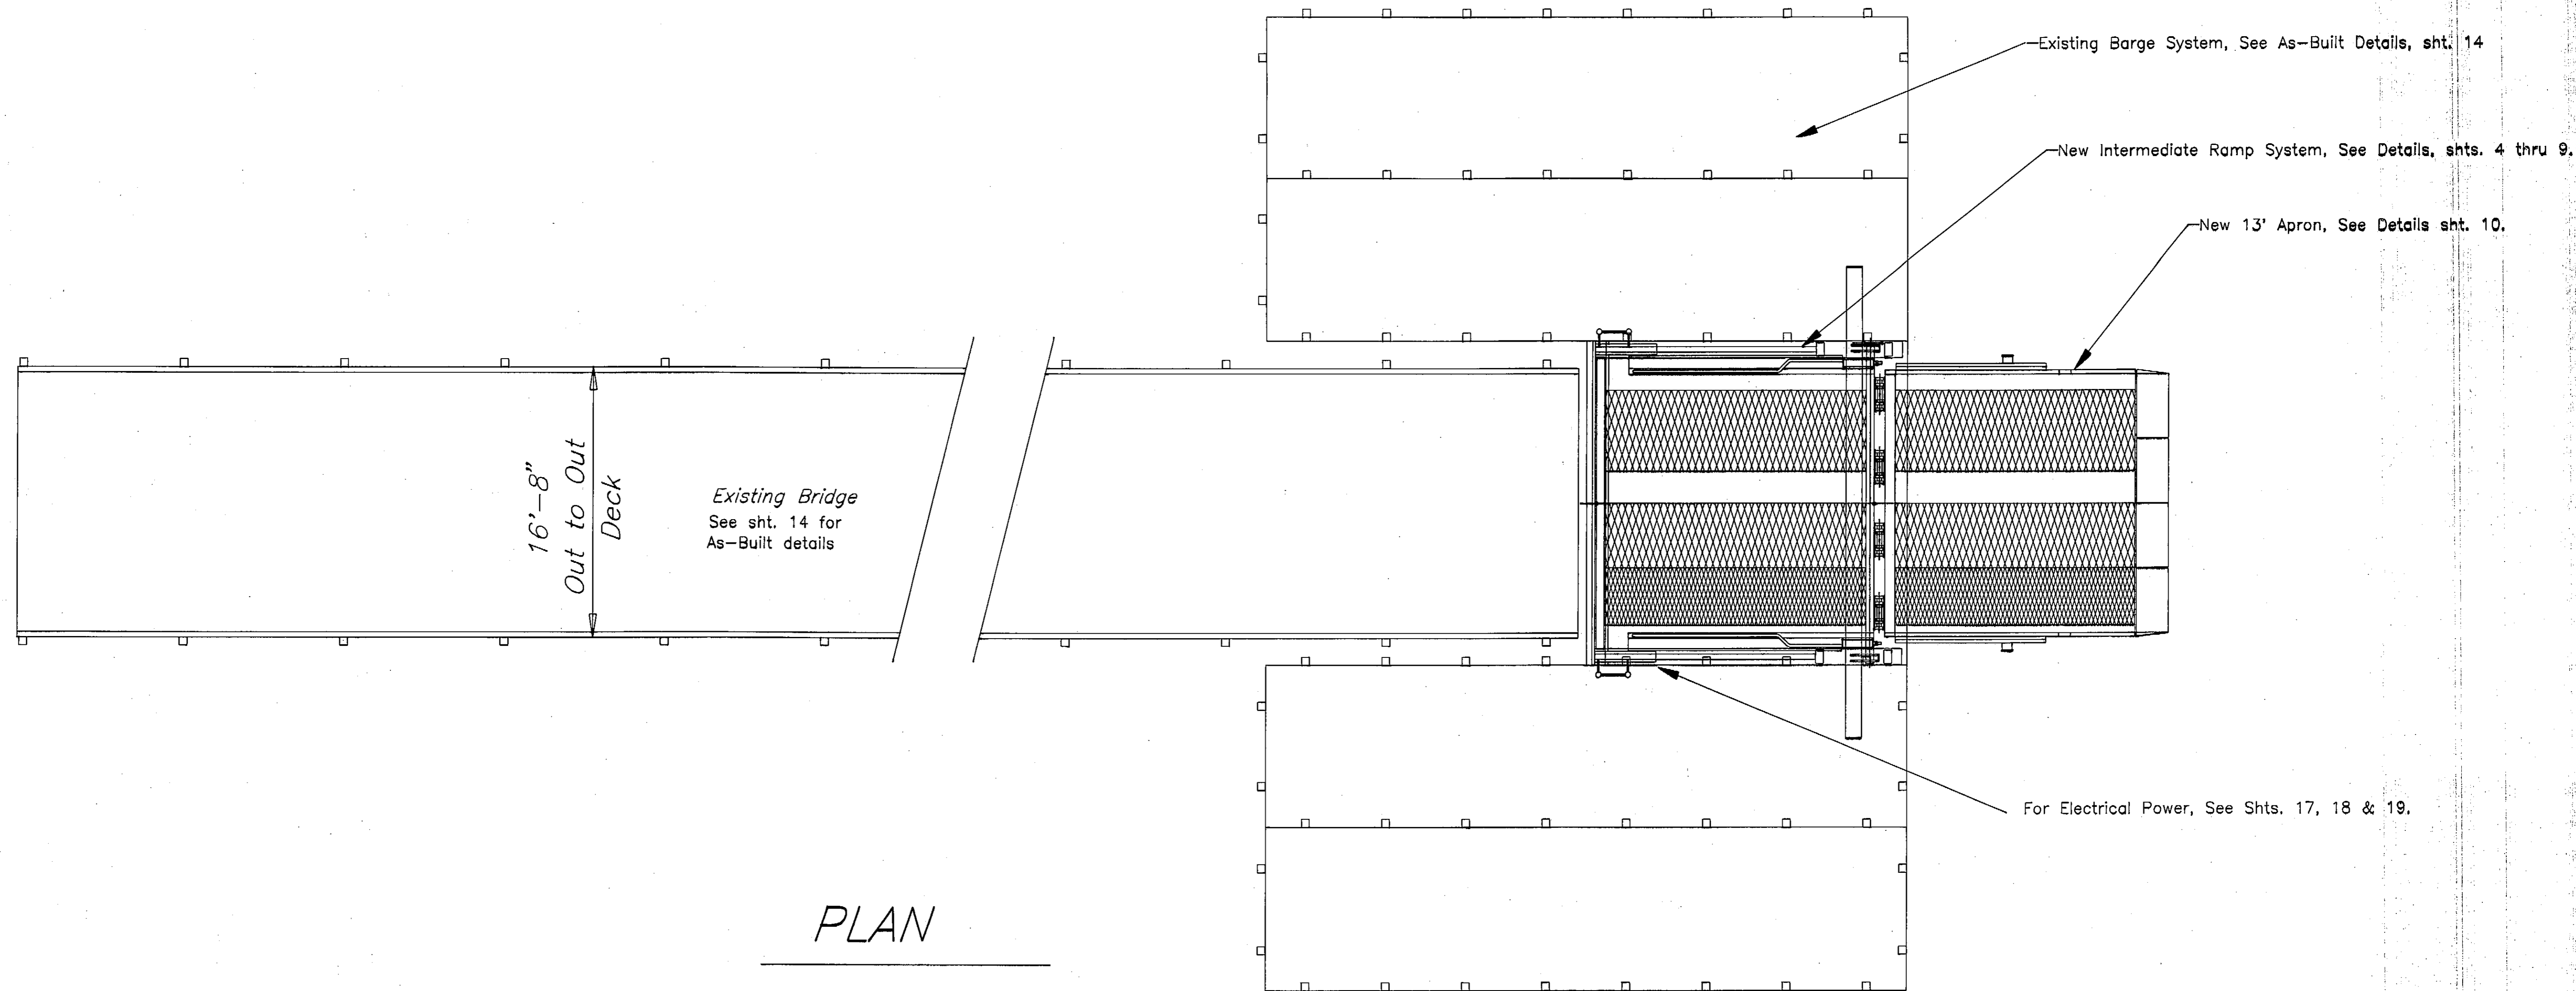 Existing Barge System, See As-Built Details, sht. 14
New Intermediate Ramp System, See Details, shts. 4 thru 9.
New 13' Apron, See Details sht. 10.
16'-8"
Out to Out
Deck
Existing Bridge
See sht. 14 for
As-Built details
For Electrical Power, See Shts. 17, 18 & 19.
PLAN